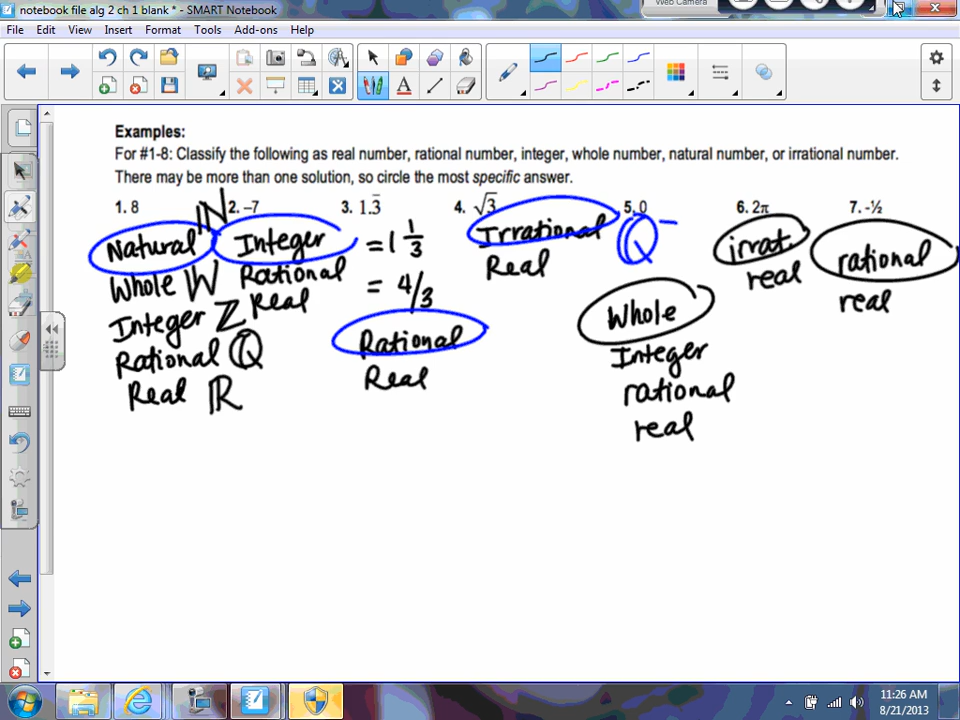 notebook file alg 2 ch 1 blank * - SMART Notebook
Web Camera
File Edit View Insert Format Tools Add-ons Help
Examples:
For #1-8: Classify the following as real number, rational number, integer, whole number, natural number, or irrational number.
There may be more than one solution, so circle the most specific answer.
1. 8
Natural ℕ
Whole W
Integer ℤ
Rational ℚ
Real ℝ
2. –7
Integer
Rational
Real
3. 1.3̅
= 1 1/3
= 4/3
Rational
Real
4. √3
Irrational
Real
ℚ⁻
5. 0
Whole
Integer
rational
real
6. 2π
irrat.
real
7. -½
rational
real
11:26 AM
8/21/2013